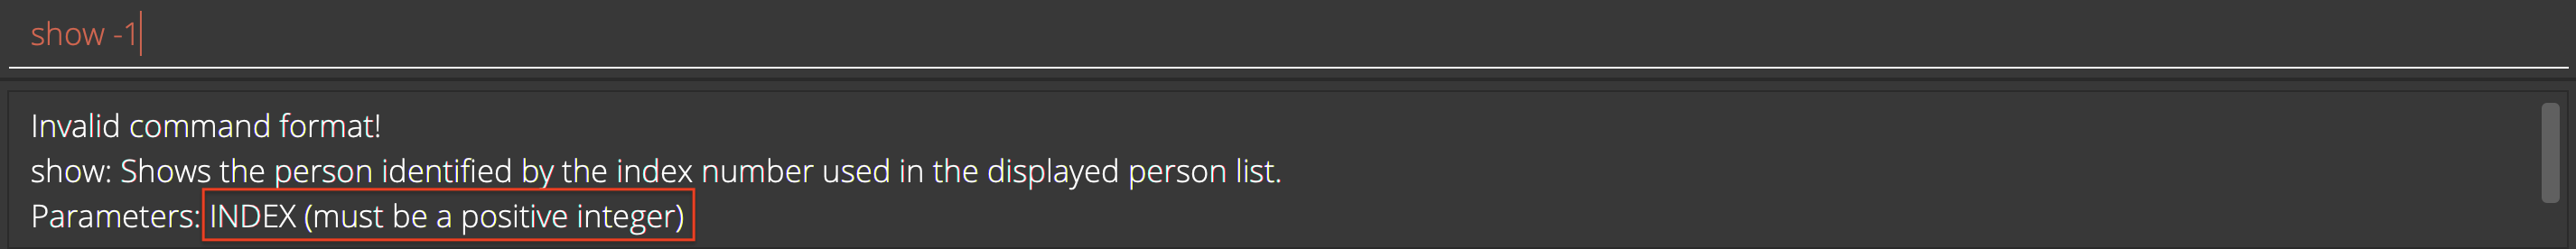 show -1
Invalid command format!
show: Shows the person identified by the index number used in the displayed person list.
Parameters: INDEX (must be a positive integer)